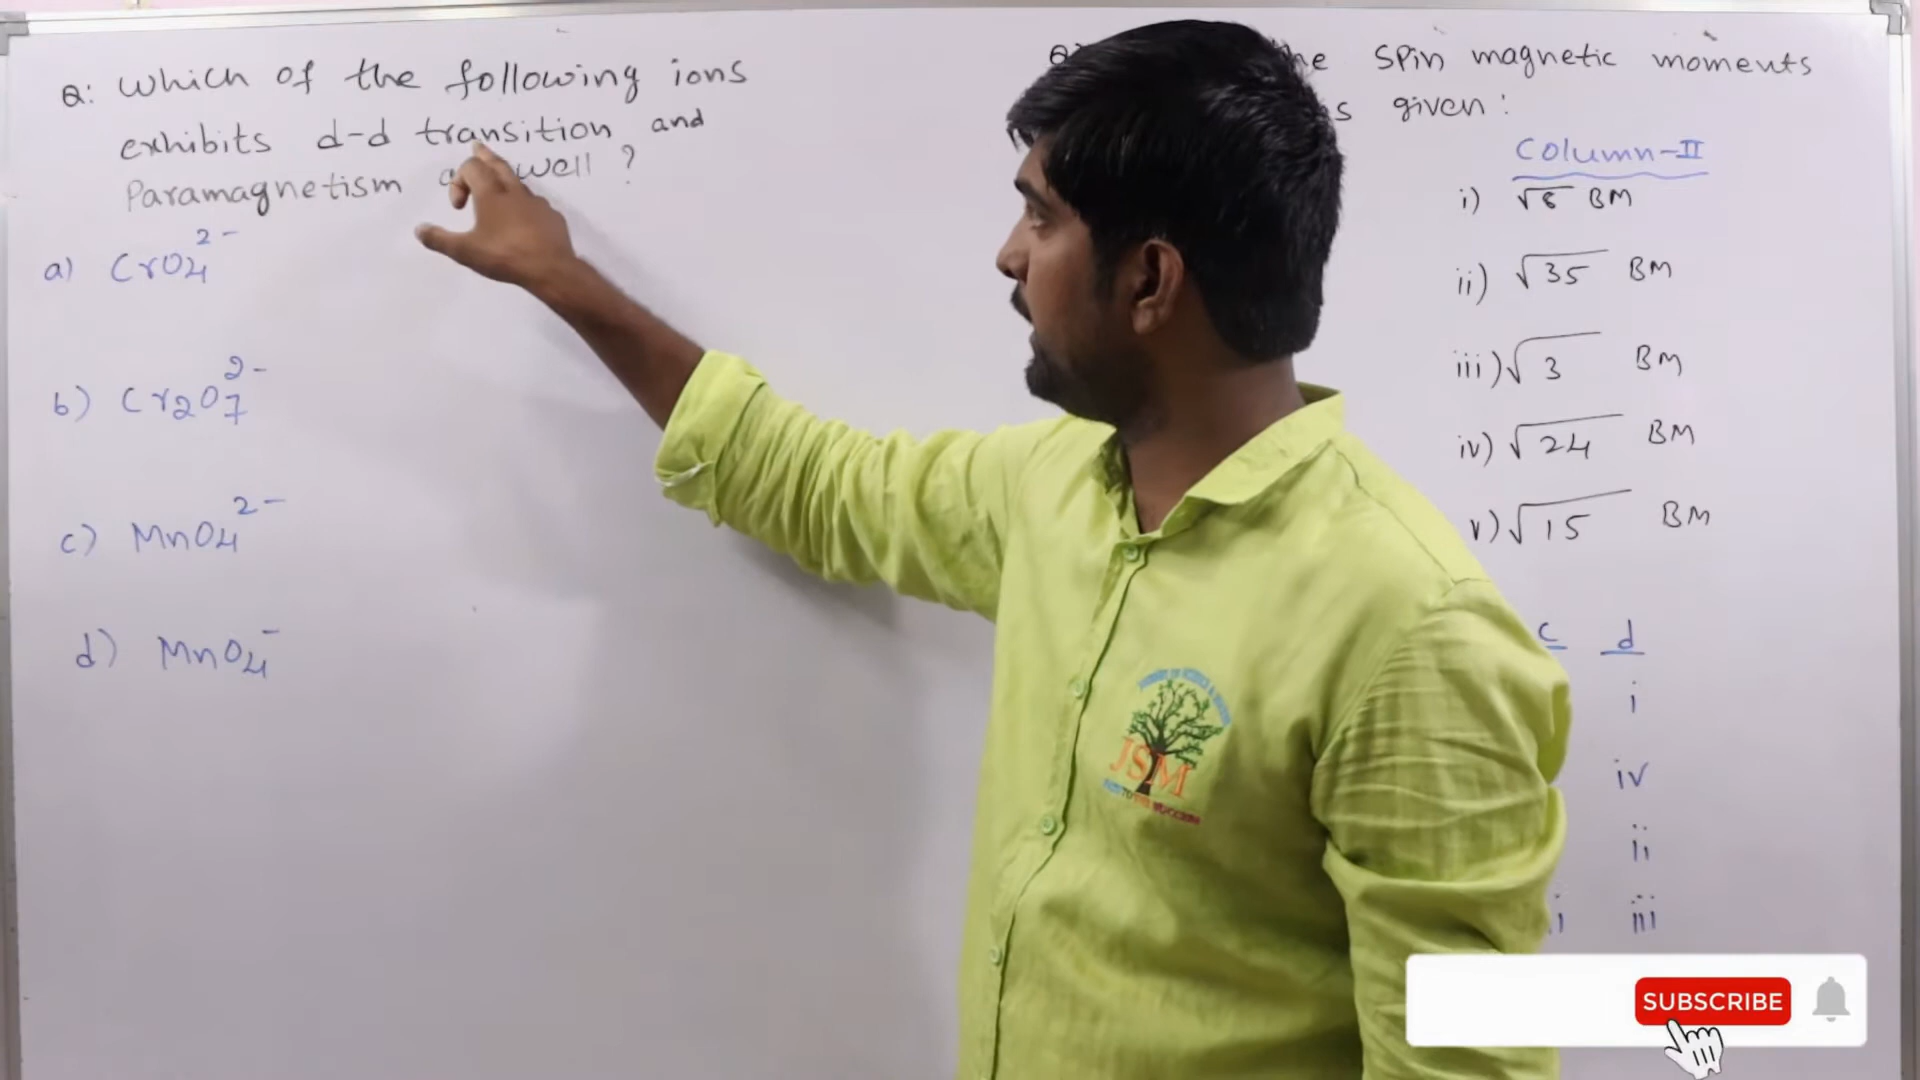 Q: Which of the following ions
exhibits d-d transition and
Paramagnetism well ?
a) CrO4 2-
b) Cr2O7 2-
c) MnO4 2-
d) MnO4 -
Spin magnetic moments
given :
Column-II
i) √8 BM
ii) √35 BM
iii) √3 BM
iv) √24 BM
v) √15 BM
c d
i
iv
ii
i iii
JSM
SUBSCRIBE